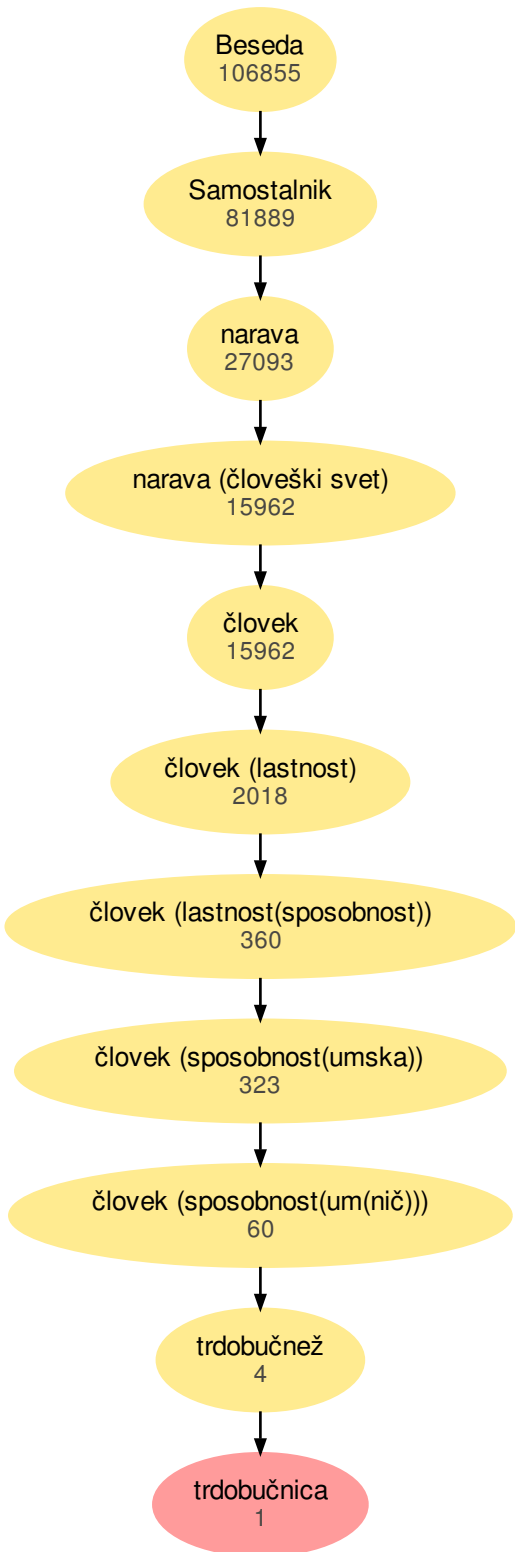 Beseda
106855
Samostalnik
81889
narava
27093
narava (človeški svet)
15962
človek
15962
človek (lastnost)
2018
človek (lastnost(sposobnost))
360
človek (sposobnost(umska))
323
človek (sposobnost(um(nič)))
60
trdobučnež
4
trdobučnica
1